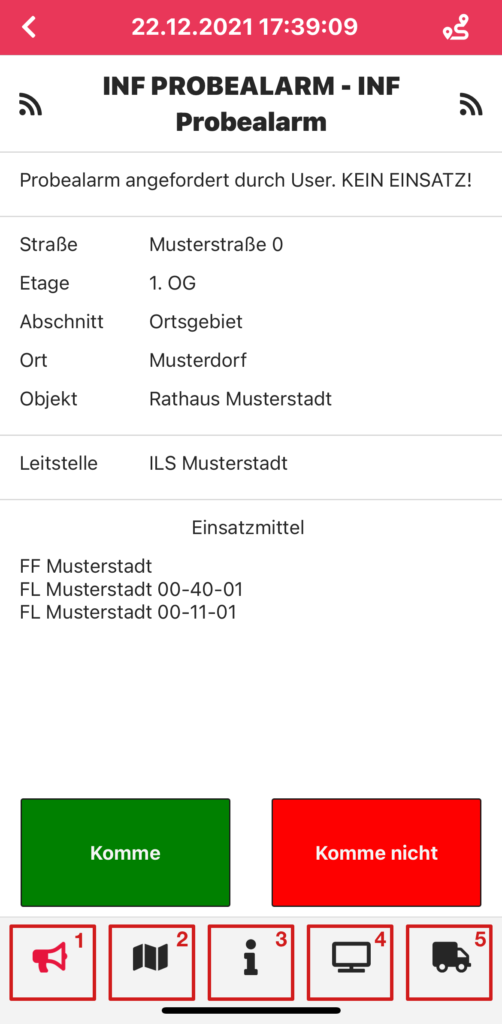 22.12.2021 17:39:09
INF PROBEALARM - INF
Probealarm
Probealarm angefordert durch User. KEIN EINSATZ!
Straße Musterstraße 0
Etage 1. OG
Abschnitt Ortsgebiet
Ort Musterdorf
Objekt Rathaus Musterstadt
Leitstelle ILS Musterstadt
Einsatzmittel
FF Musterstadt
FL Musterstadt 00-40-01
FL Musterstadt 00-11-01
Komme Komme nicht
1 2 3 4 5